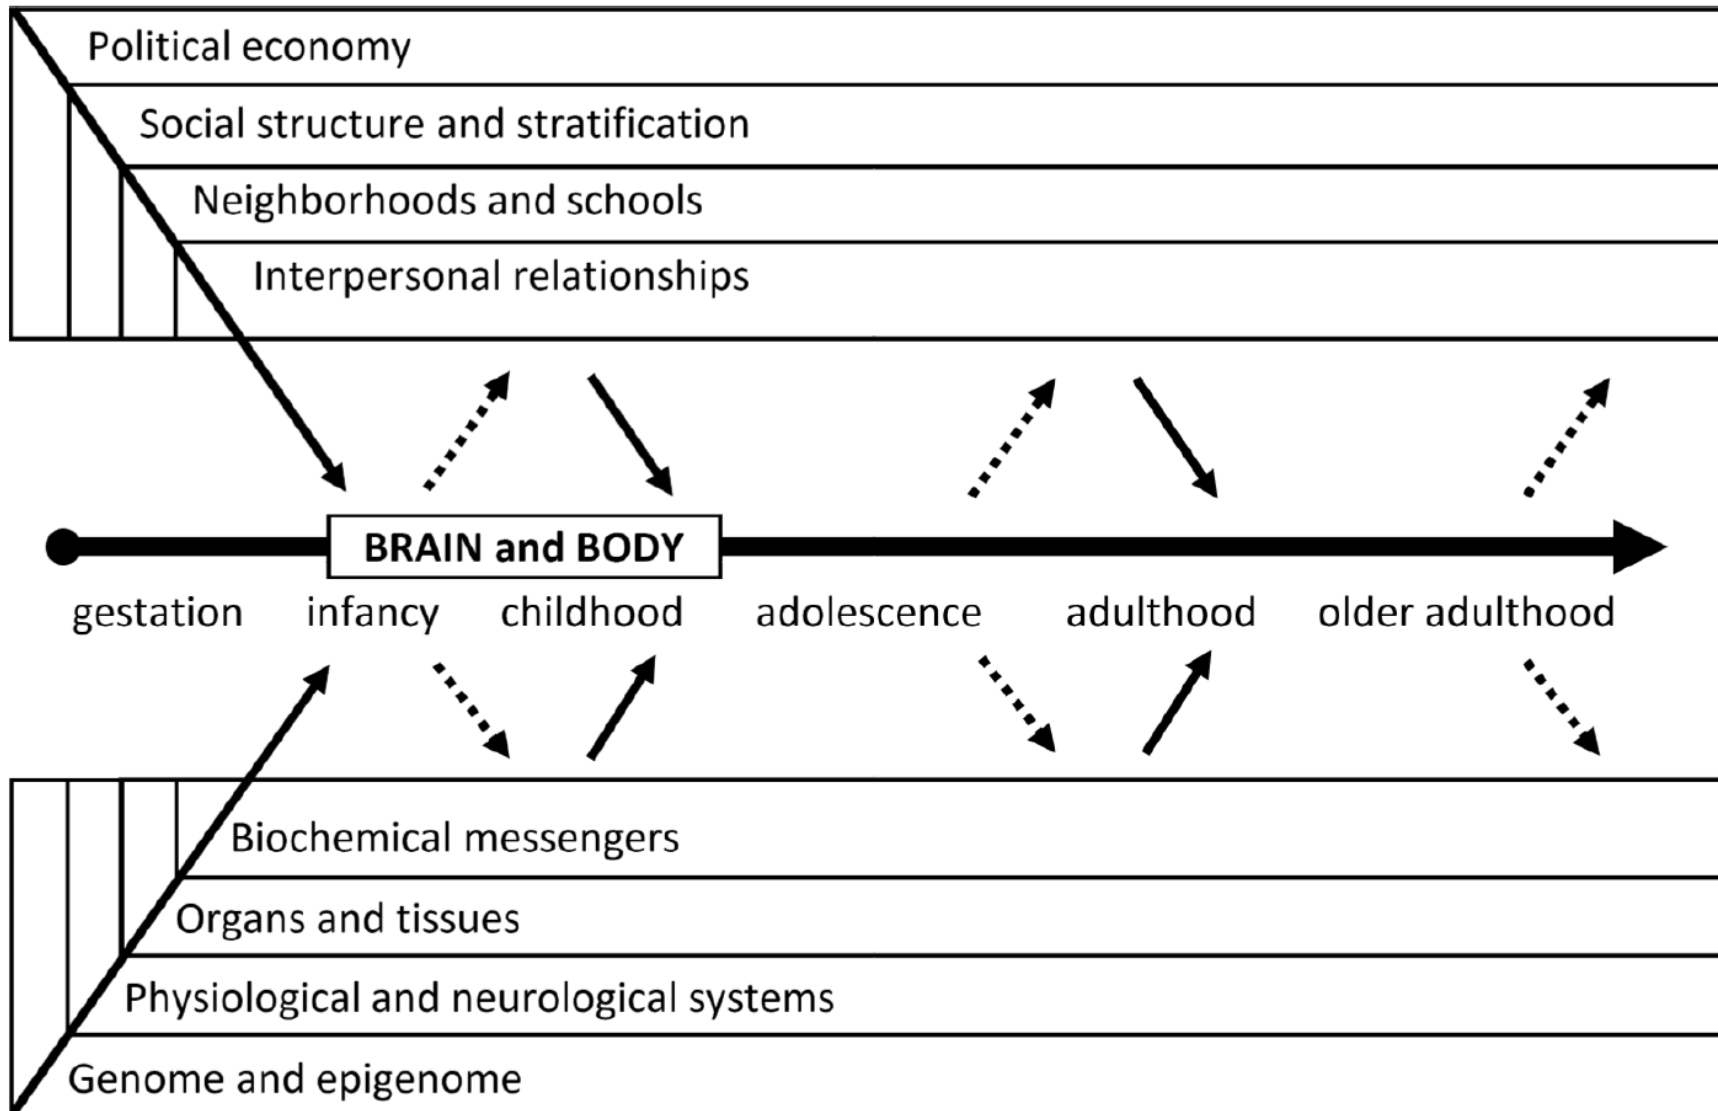 Political economy
Social structure and stratification
Neighborhoods and schools
Interpersonal relationships
BRAIN and BODY
gestation infancy childhood adolescence adulthood older adulthood
Biochemical messengers
Organs and tissues
Physiological and neurological systems
Genome and epigenome